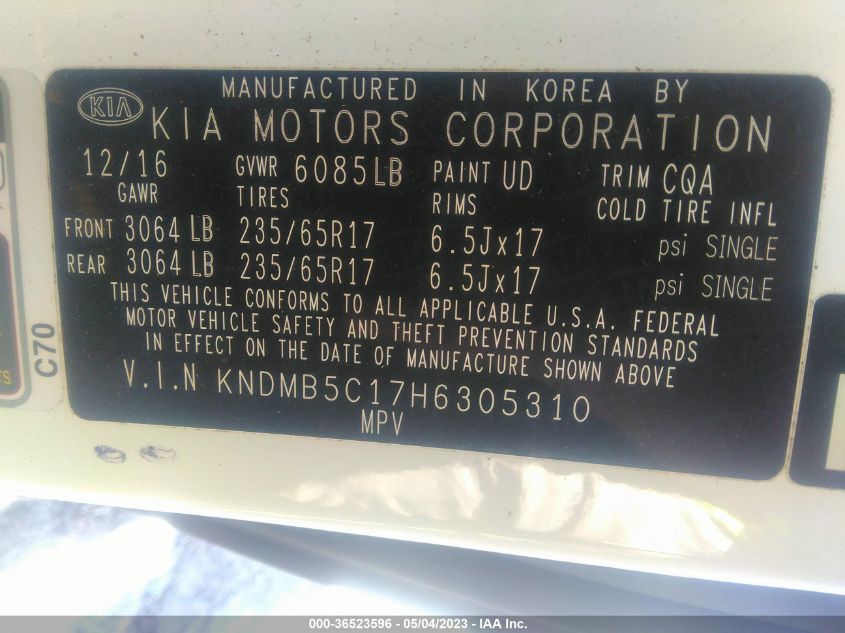 MANUFACTURED IN KOREA BY
KIA
KIA MOTORS CORPORATION
12/16 GVWR 6085LB PAINT UD TRIM CQA
GAWR TIRES RIMS COLD TIRE INFL
FRONT 3064 LB 235/65R17 6.5Jx17 psi SINGLE
REAR 3064 LB 235/65R17 6.5Jx17 psi SINGLE
THIS VEHICLE CONFORMS TO ALL APPLICABLE U.S.A. FEDERAL
MOTOR VEHICLE SAFETY AND THEFT PREVENTION STANDARDS
IN EFFECT ON THE DATE OF MANUFACTURE SHOWN ABOVE
V.I.N KNDMB5C17H6305310
MPV
C70
000-36523596 - 05/04/2023 - IAA Inc.